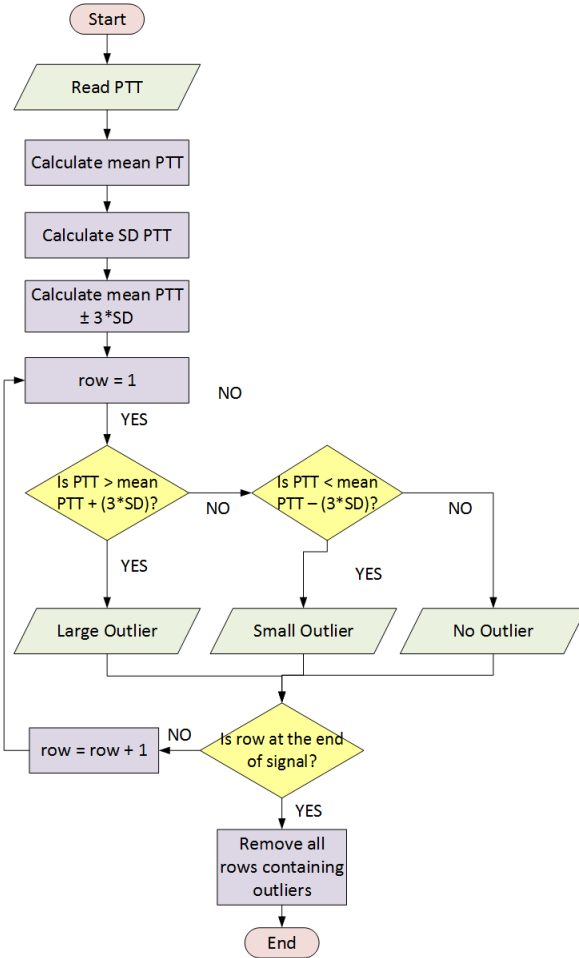 Start
Read PTT
Calculate mean PTT
Calculate SD PTT
Calculate mean PTT
± 3*SD
row = 1
NO
YES
Is PTT > mean
PTT + (3*SD)?
NO
Is PTT < mean
PTT – (3*SD)?
NO
YES
YES
Large Outlier
Small Outlier
No Outlier
Is row at the end
of signal?
NO
row = row + 1
YES
Remove all
rows containing
outliers
End